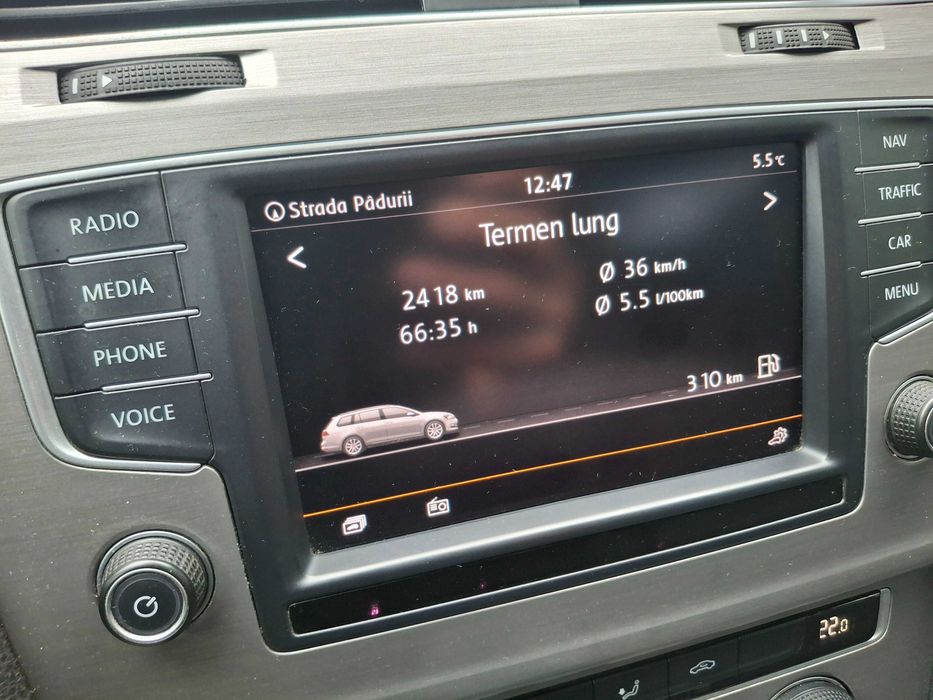 RADIO
MEDIA
PHONE
VOICE
Strada Pâdurii
12:47
5.5°C
<
Termen lung
>
2418 km
66:35 h
Ø 36 km/h
Ø 5.5 l/100km
310 km
NAV
TRAFFIC
CAR
MENU
22.0